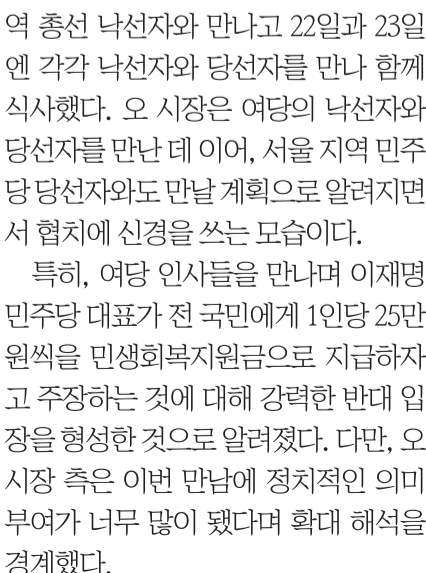 역 총선 낙선자와 만나고 22일과 23일
엔 각각 낙선자와 당선자를 만나 함께
식사했다. 오 시장은 여당의 낙선자와
당선자를 만난 데 이어, 서울 지역 민주
당 당선자와도 만날 계획으로 알려지면
서 협치에 신경을 쓰는 모습이다.
특히, 여당 인사들을 만나며 이재명
민주당 대표가 전 국민에게 1인당 25만
원씩을 민생회복지원금으로 지급하자
고 주장하는 것에 대해 강력한 반대 입
장을 형성한 것으로 알려졌다. 다만, 오
시장 측은 이번 만남에 정치적인 의미
부여가 너무 많이 됐다며 확대 해석을
경계했다.